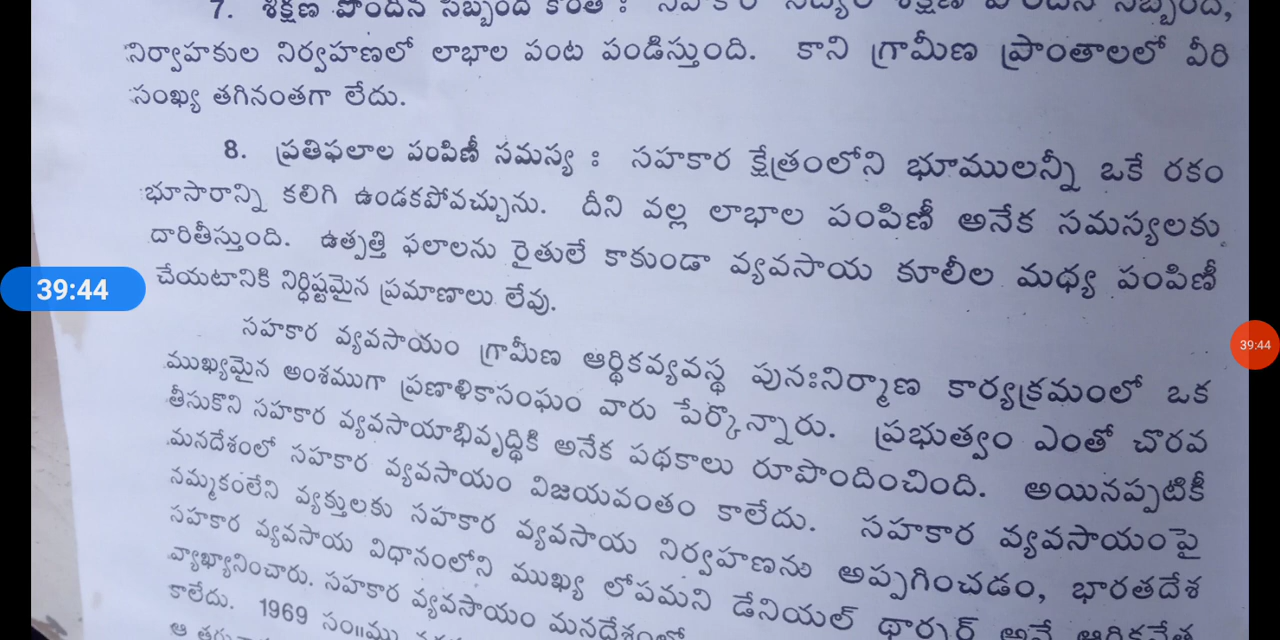 7. శిక్షణ పొందిన సిబ్బంది కొరత : సహకార సేద్యం శిక్షణ పొందిన సిబ్బంది,
నిర్వాహకుల నిర్వహణలో లాభాల పంట పండిస్తుంది. కాని గ్రామీణ ప్రాంతాలలో వీరి
సంఖ్య తగినంతగా లేదు.
8. ప్రతిఫలాల పంపిణీ సమస్య : సహకార క్షేత్రంలోని భూములన్నీ ఒకే రకం
భూసారాన్ని కలిగి ఉండకపోవచ్చును. దీని వల్ల లాభాల పంపిణీ అనేక సమస్యలకు
దారితీస్తుంది. ఉత్పత్తి ఫలాలను రైతులే కాకుండా వ్యవసాయ కూలీల మధ్య పంపిణీ
39:44
చేయటానికి నిర్ధిష్టమైన ప్రమాణాలు లేవు.
సహకార వ్యవసాయం గ్రామీణ ఆర్థికవ్యవస్థ పునఃనిర్మాణ కార్యక్రమంలో ఒక
39:44
ముఖ్యమైన అంశముగా ప్రణాళికాసంఘం వారు పేర్కొన్నారు. ప్రభుత్వం ఎంతో చొరవ
తీసుకొని సహకార వ్యవసాయాభివృద్ధికి అనేక పథకాలు రూపొందించింది. అయినప్పటికీ
మనదేశంలో సహకార వ్యవసాయం విజయవంతం కాలేదు. సహకార వ్యవసాయంపై
నమ్మకంలేని వ్యక్తులకు సహకార వ్యవసాయ నిర్వహణను అప్పగించడం, భారతదేశ
సహకార వ్యవసాయ విధానంలోని ముఖ్య లోపమని డేనియల్ థార్నర్ అనే ఆర్థికవేత్త
వ్యాఖ్యానించారు. సహకార వ్యవసాయం మనదేశంలో
కాలేదు. 1969 సం॥ము
ఆ